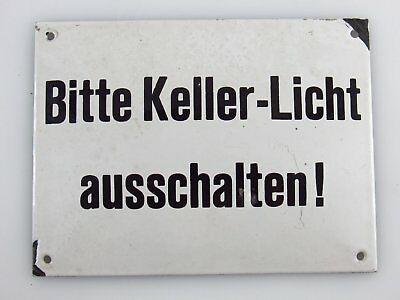 Bitte Keller-Licht
ausschalten!